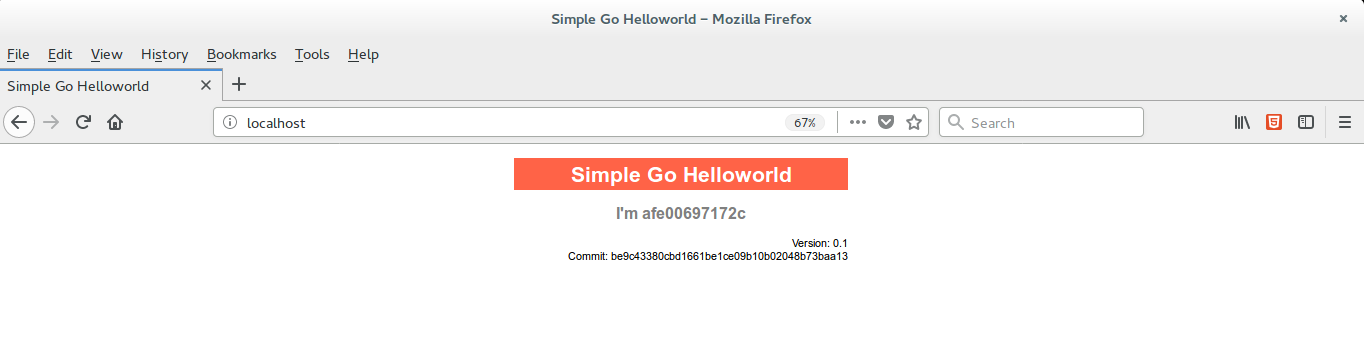 Simple Go Helloworld – Mozilla Firefox
File Edit View History Bookmarks Tools Help
Simple Go Helloworld
localhost 67% Search
Simple Go Helloworld
I'm afe00697172c
Version: 0.1
Commit: be9c43380cbd1661be1ce09b10b02048b73baa13